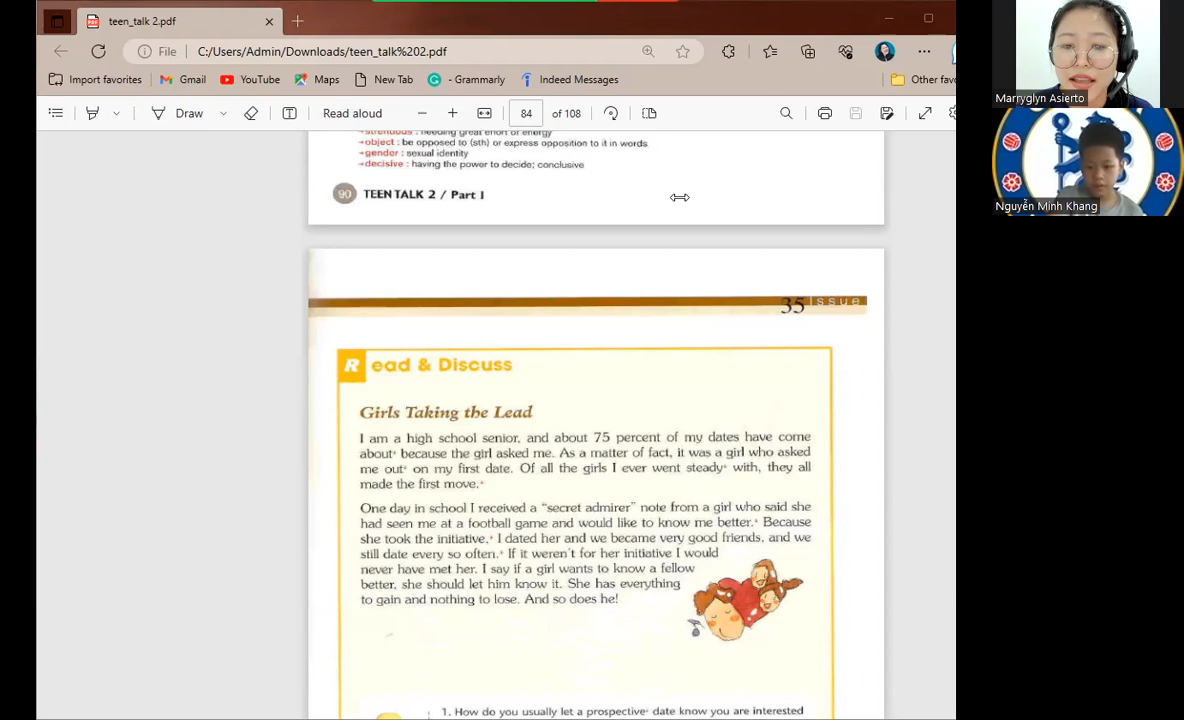 teen_talk 2.pdf
File C:/Users/Admin/Downloads/teen_talk%202.pdf
Import favorites Gmail YouTube Maps New Tab - Grammarly Indeed Messages Other fav
Draw Read aloud 84 of 108
strenuous : needing great effort or energy
object : be opposed to (sth) or express opposition to it in words
gender : sexual identity
decisive : having the power to decide; conclusive
90 TEEN TALK 2 / Part 1
35 Issue
Read & Discuss
Girls Taking the Lead
I am a high school senior, and about 75 percent of my dates have come
about because the girl asked me. As a matter of fact, it was a girl who asked
me out on my first date. Of all the girls I ever went steady with, they all
made the first move.
One day in school I received a “secret admirer” note from a girl who said she
had seen me at a football game and would like to know me better. Because
she took the initiative, I dated her and we became very good friends, and we
still date every so often. If it weren't for her initiative I would
never have met her. I say if a girl wants to know a fellow
better, she should let him know it. She has everything
to gain and nothing to lose. And so does he!
1. How do you usually let a prospective date know you are interested
Marryglyn Asierto
Nguyễn Minh Khang